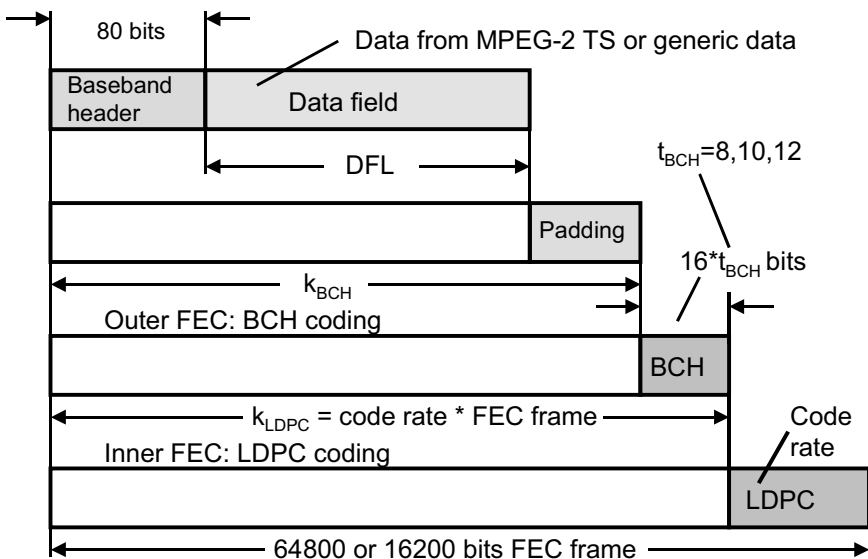 80 bits
Data from MPEG-2 TS or generic data
Baseband
header
Data field
DFL
t_BCH=8,10,12
Padding
16*t_BCH bits
k_BCH
Outer FEC: BCH coding
BCH
k_LDPC = code rate * FEC frame
Code
rate
Inner FEC: LDPC coding
LDPC
64800 or 16200 bits FEC frame